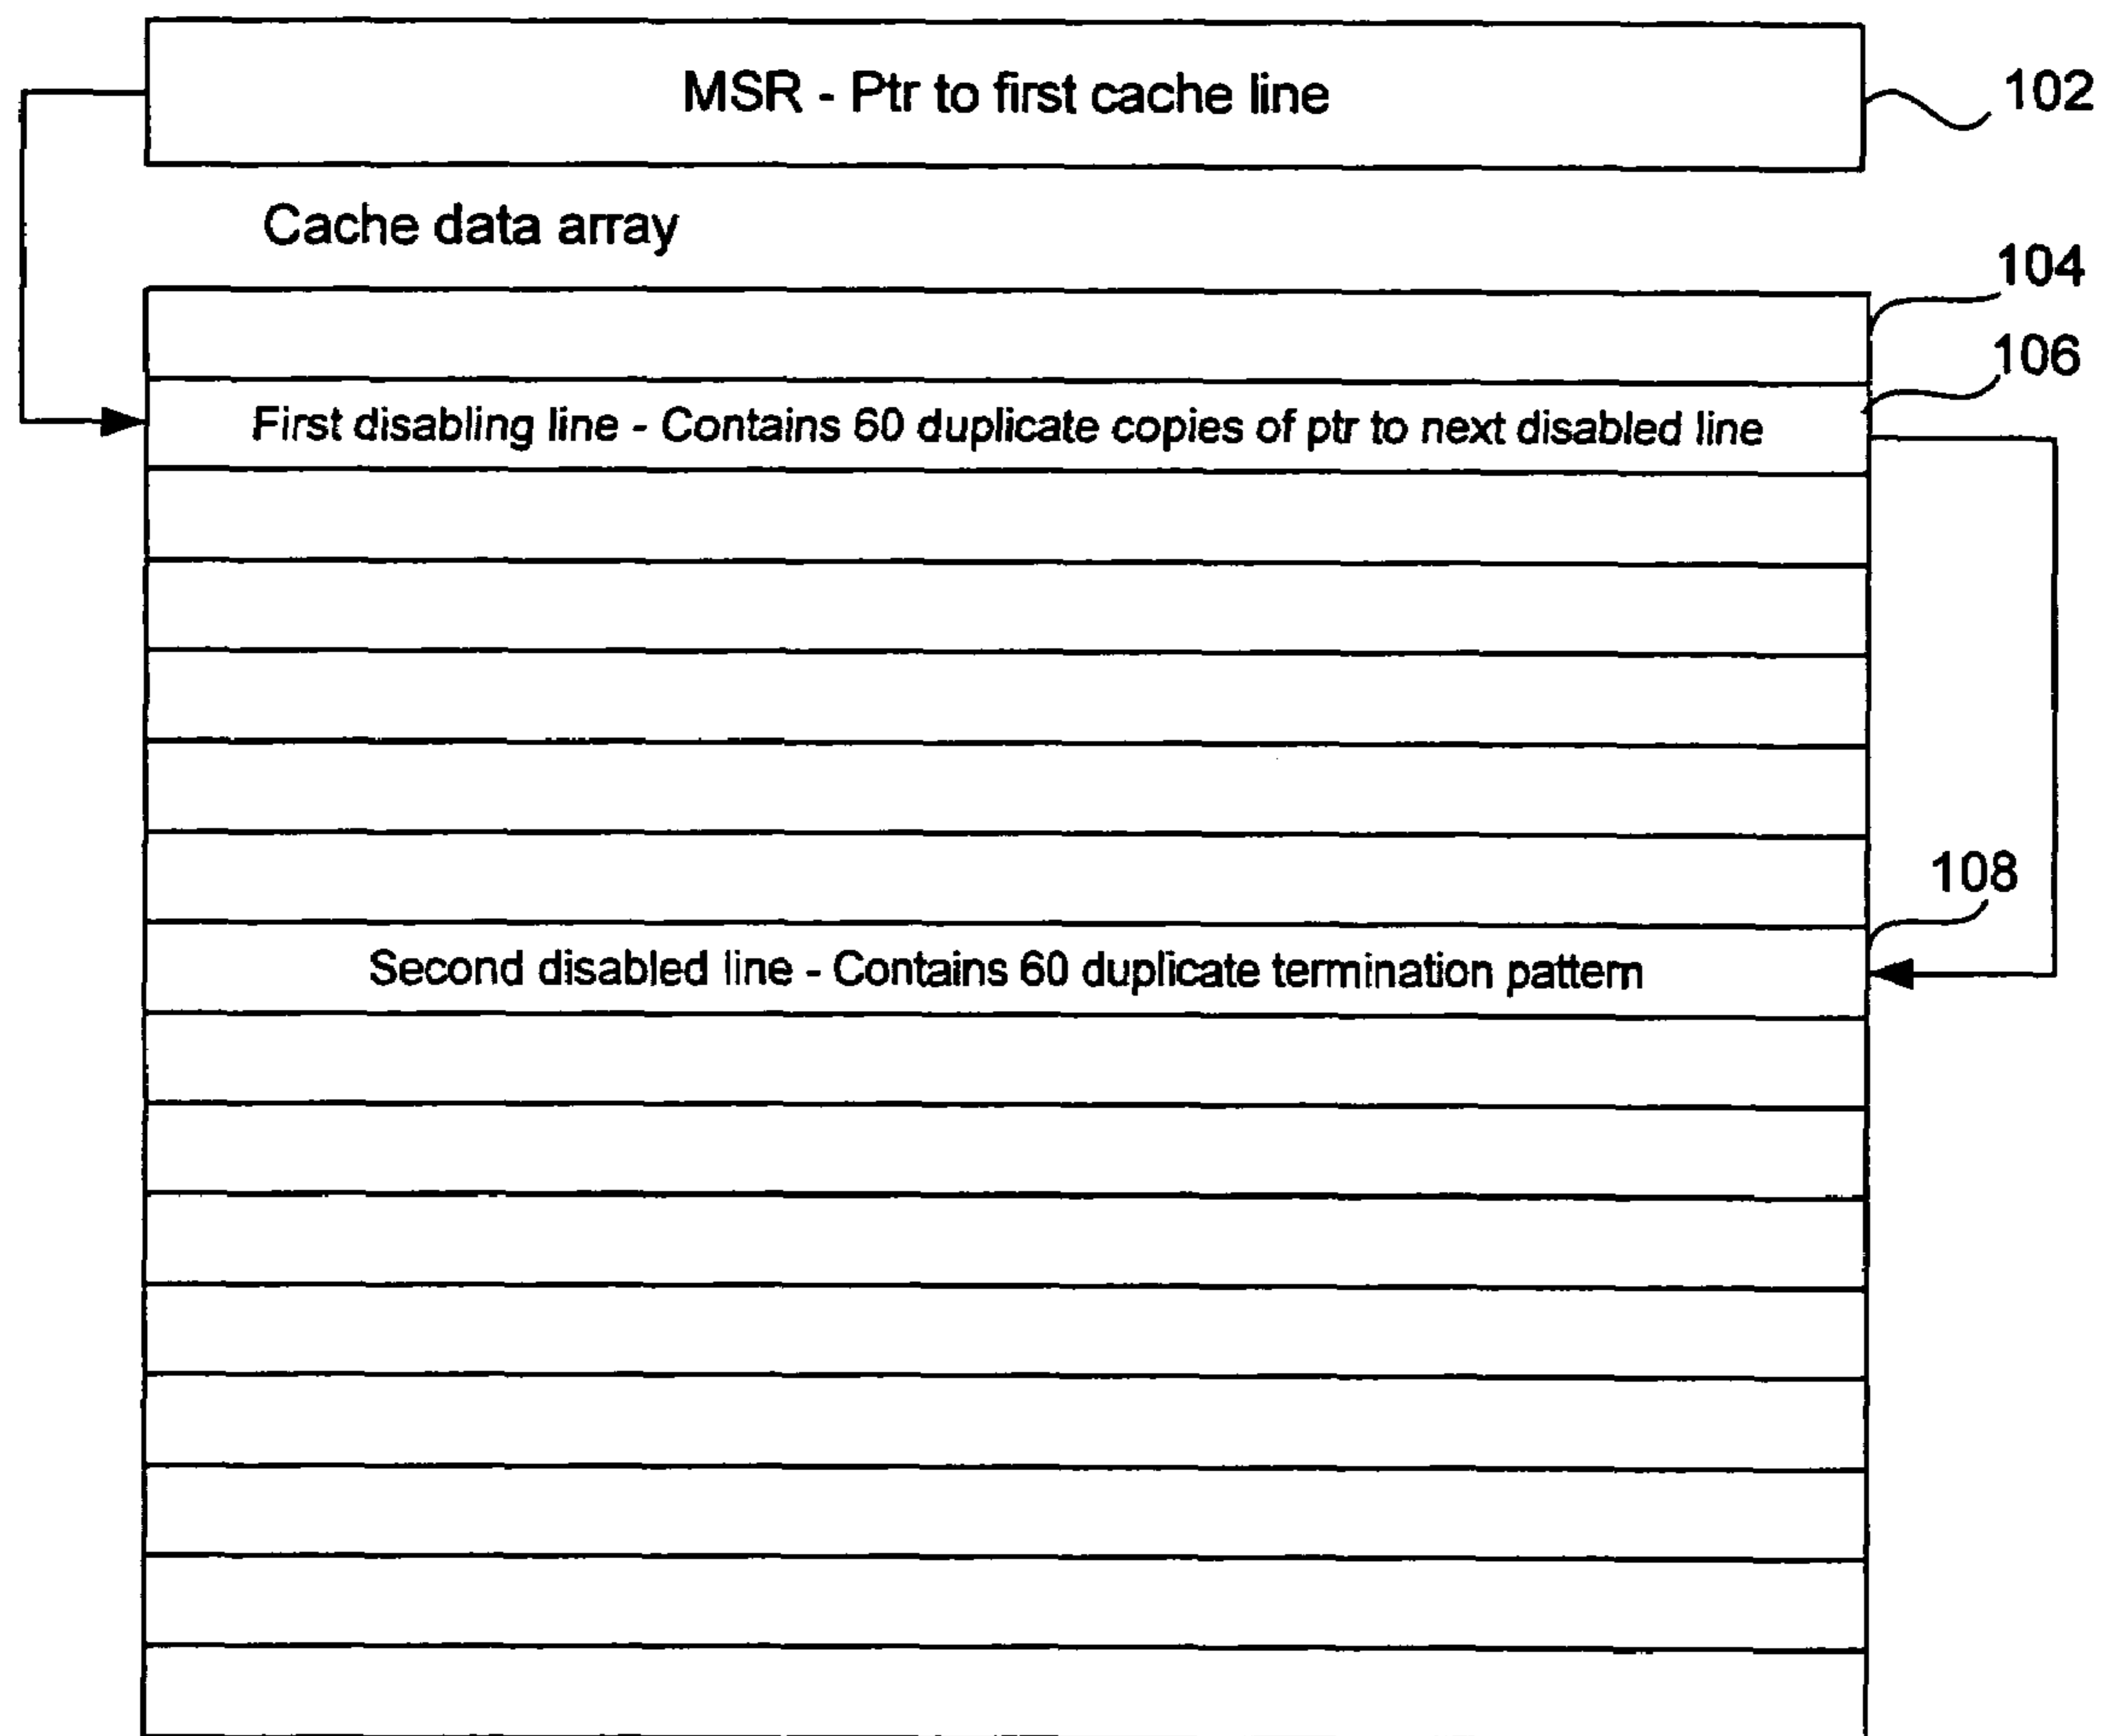 MSR - Ptr to first cache line
102
Cache data array
104
106
First disabling line - Contains 60 duplicate copies of ptr to next disabled line
108
Second disabled line - Contains 60 duplicate termination pattern